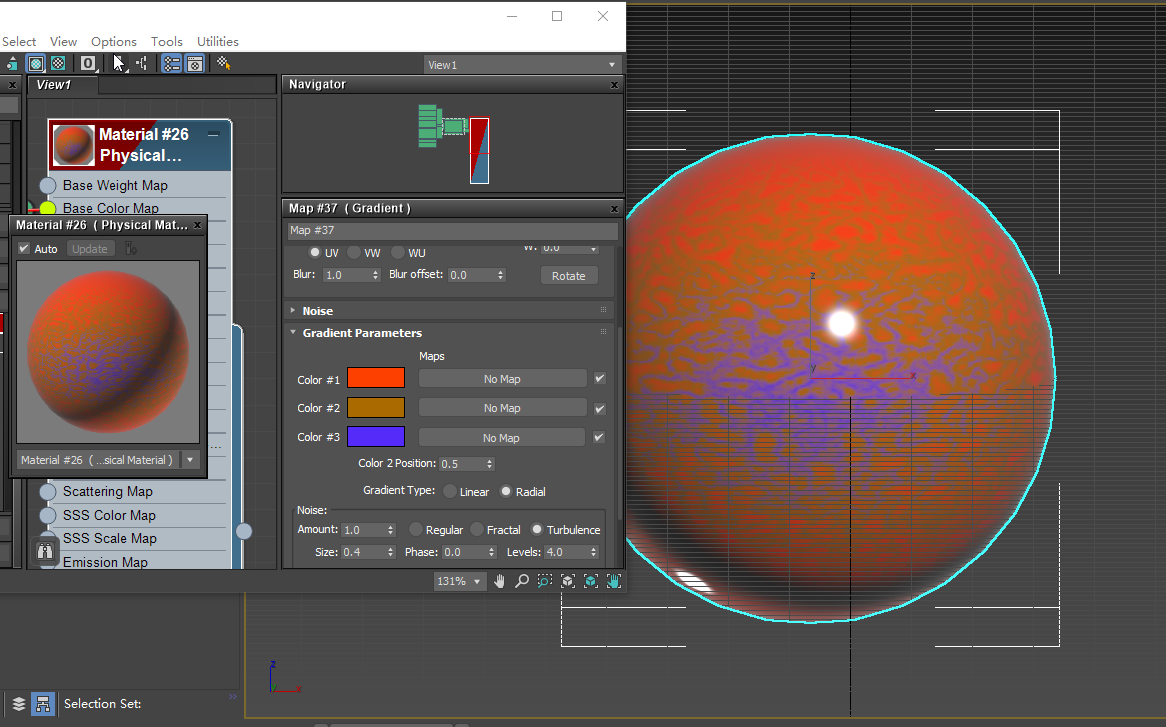 Select View Options Tools Utilities
View1
View1
Navigator
Material #26
Physical...
Base Weight Map
Base Color Map
Material #26 ( Physical Mat...
Auto Update
Material #26 ( ...sical Material )
...
Scattering Map
SSS Color Map
SSS Scale Map
Emission Map
Map #37 ( Gradient )
Map #37
UV VW WU W: 0.0
Blur: 1.0 Blur offset: 0.0 Rotate
Noise
Gradient Parameters
Maps
Color #1 No Map
Color #2 No Map
Color #3 No Map
Color 2 Position: 0.5
Gradient Type: Linear Radial
Noise:
Amount: 1.0 Regular Fractal Turbulence
Size: 0.4 Phase: 0.0 Levels: 4.0
131%
z
y
x
z
y
x
Selection Set: